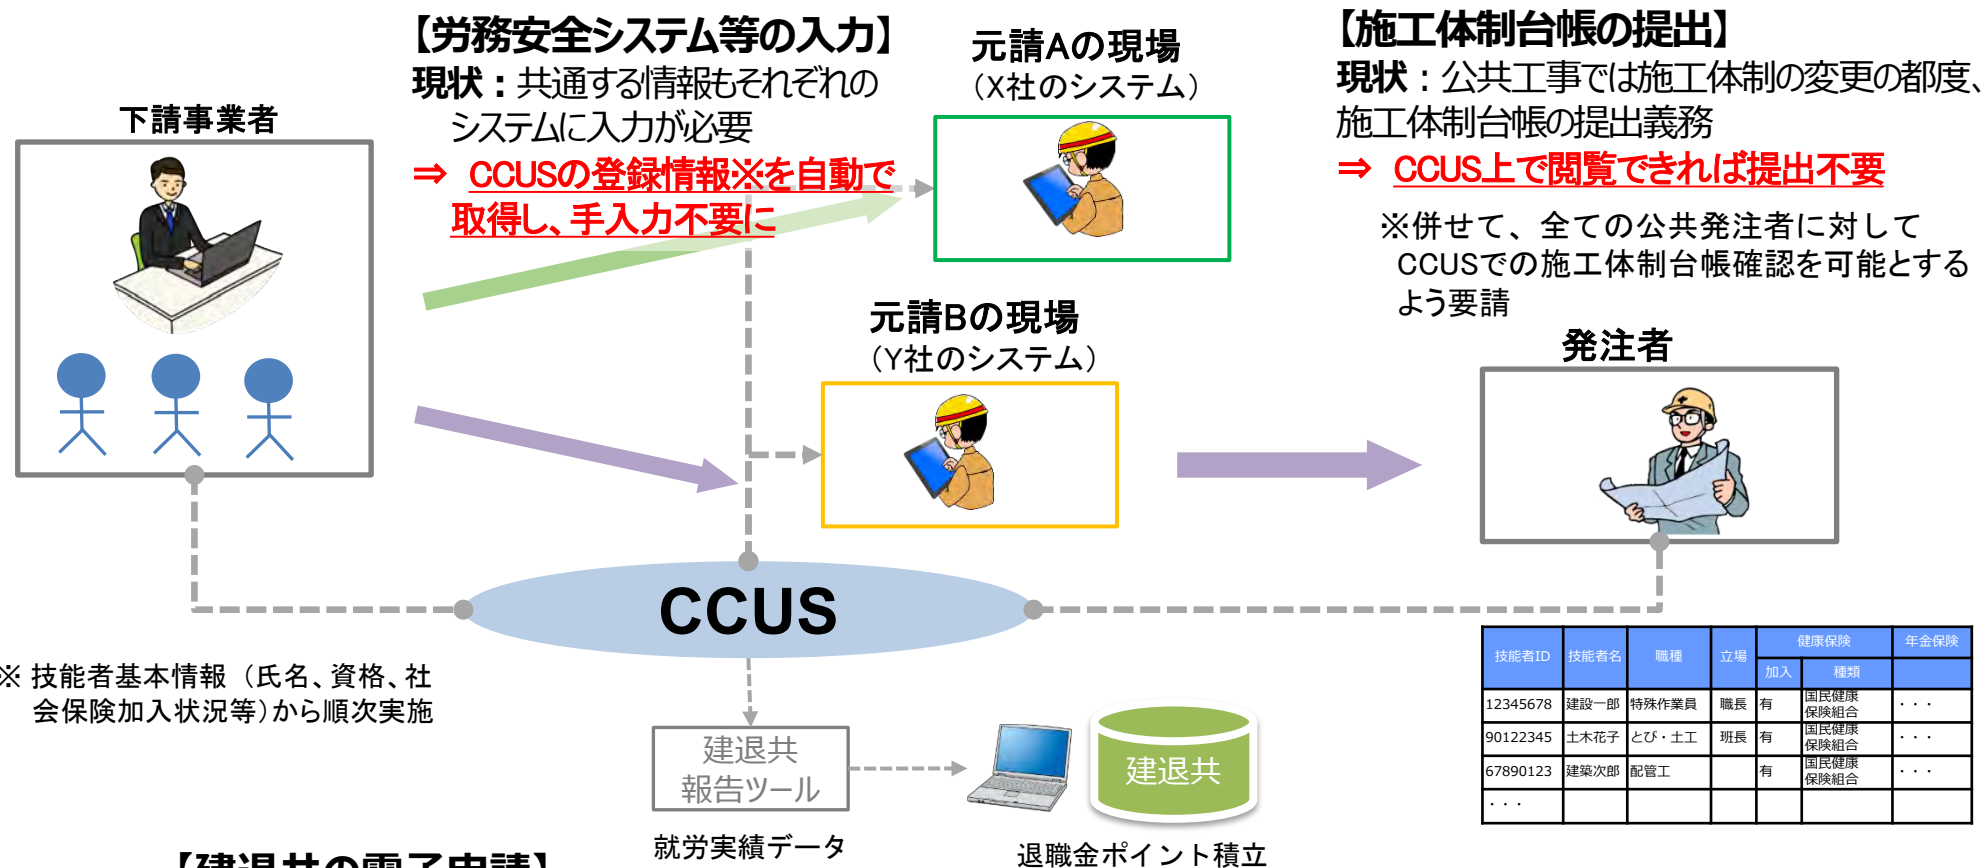 【労務安全システム等の入力】
現状：共通する情報もそれぞれの
システムに入力が必要
⇒ CCUSの登録情報※を自動で
取得し、手入力不要に
元請Aの現場
（X社のシステム）
【施工体制台帳の提出】
現状：公共工事では施工体制の変更の都度、
施工体制台帳の提出義務
⇒ CCUS上で閲覧できれば提出不要
※併せて、全ての公共発注者に対して
CCUSでの施工体制台帳確認を可能とする
よう要請
下請事業者
元請Bの現場
（Y社のシステム）
発注者
CCUS
※ 技能者基本情報（氏名、資格、社
会保険加入状況等）から順次実施
技能者ID 技能者名 職種 立場 健康保険 年金保険
加入 種類
12345678 建設一郎 特殊作業員 職長 有 国民健康
保険組合 ・・・
90122345 土木花子 とび・土工 班長 有 国民健康
保険組合 ・・・
67890123 建築次郎 配管工 有 国民健康
保険組合 ・・・
・・・
建退共
報告ツール
建退共
就労実績データ
退職金ポイント積立
【建退共の電子申請】